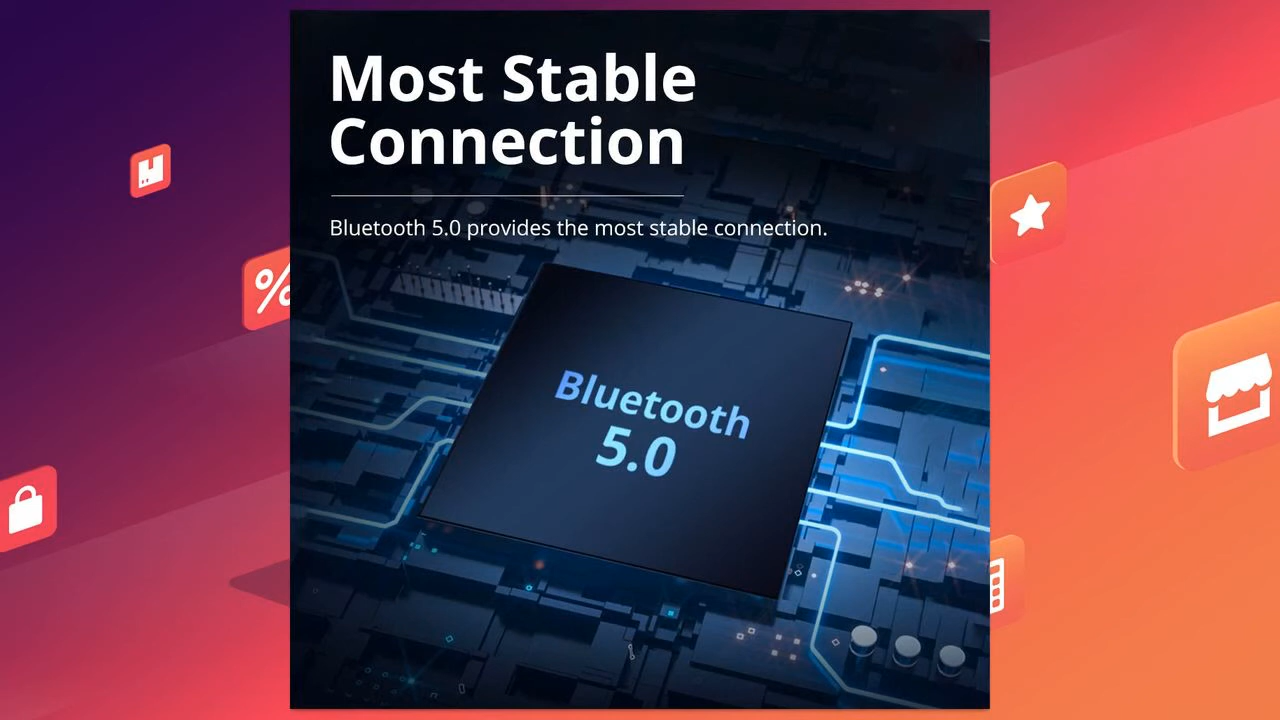 Most Stable
Connection
Bluetooth 5.0 provides the most stable connection.
Bluetooth
5.0